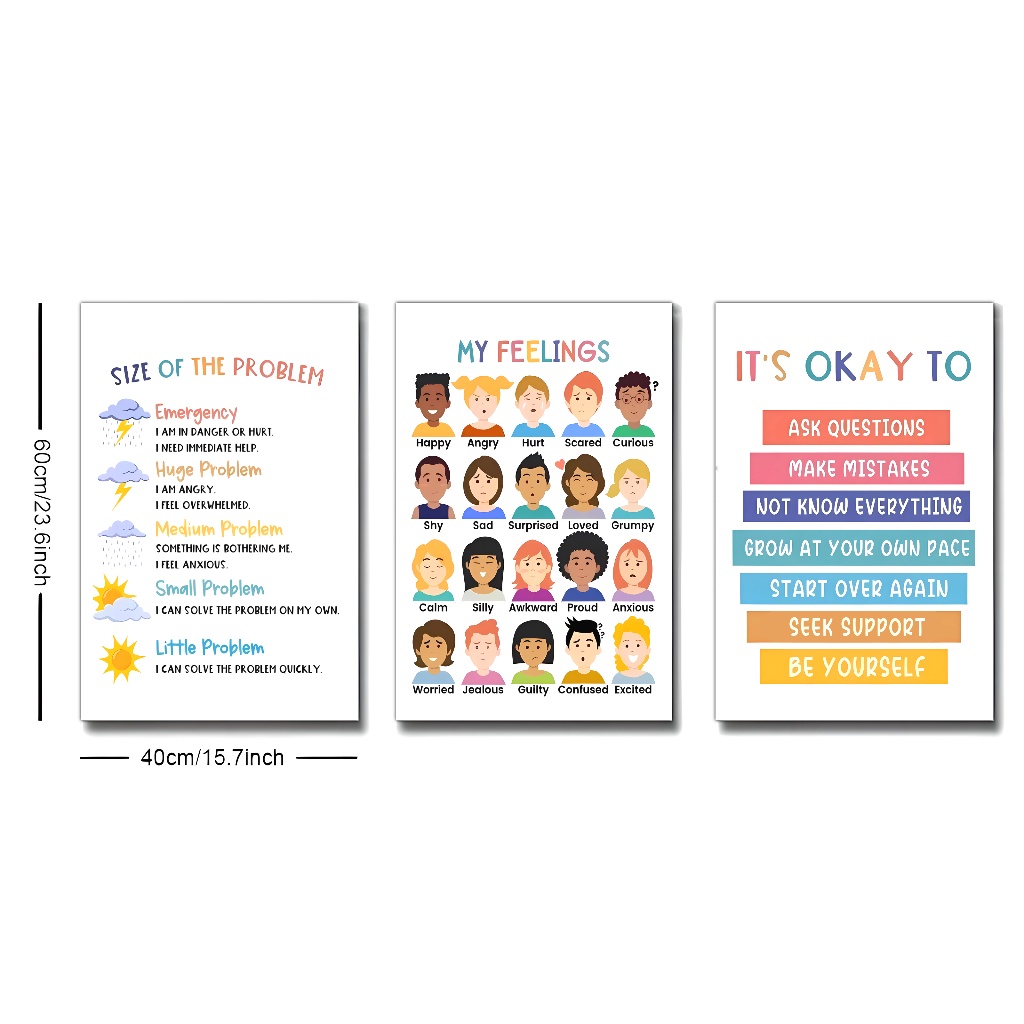 60cm/23.6inch
SIZE OF THE PROBLEM
Emergency
I AM IN DANGER OR HURT.
I NEED IMMEDIATE HELP.
Huge Problem
I AM ANGRY.
I FEEL OVERWHELMED.
Medium Problem
SOMETHING IS BOTHERING ME.
I FEEL ANXIOUS.
Small Problem
I CAN SOLVE THE PROBLEM ON MY OWN.
Little Problem
I CAN SOLVE THE PROBLEM QUICKLY.
40cm/15.7inch
MY FEELINGS
?
Happy Angry Hurt Scared Curious
Shy Sad Surprised Loved Grumpy
Calm Silly Awkward Proud Anxious
??
?
Worried Jealous Guilty Confused Excited
IT'S OKAY TO
ASK QUESTIONS
MAKE MISTAKES
NOT KNOW EVERYTHING
GROW AT YOUR OWN PACE
START OVER AGAIN
SEEK SUPPORT
BE YOURSELF